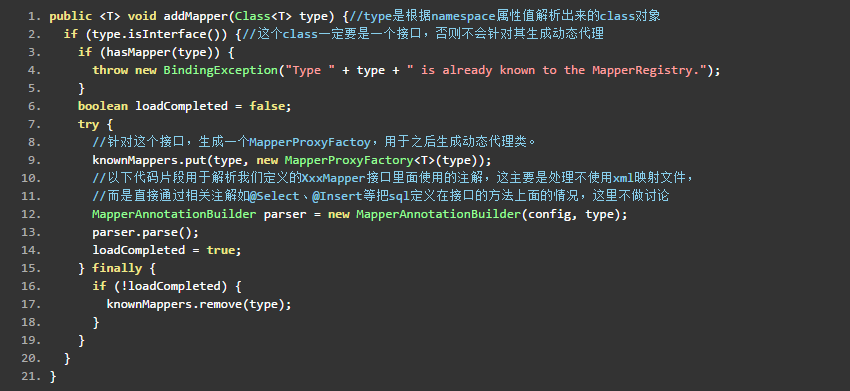 1. public <T> void addMapper(Class<T> type) {//type是根据namespace属性值解析出来的class对象
2.   if (type.isInterface()) {//这个class一定要是一个接口，否则不会针对其生成动态代理
3.     if (hasMapper(type)) {
4.       throw new BindingException("Type " + type + " is already known to the MapperRegistry.");
5.     }
6.     boolean loadCompleted = false;
7.     try {
8.       //针对这个接口，生成一个MapperProxyFactoy，用于之后生成动态代理类。
9.       knownMappers.put(type, new MapperProxyFactory<T>(type));
10.       //以下代码片段用于解析我们定义的XxxMapper接口里面使用的注解，这主要是处理不使用xml映射文件，
11.       //而是直接通过相关注解如@Select、@Insert等把sql定义在接口的方法上面的情况，这里不做讨论
12.       MapperAnnotationBuilder parser = new MapperAnnotationBuilder(config, type);
13.       parser.parse();
14.       loadCompleted = true;
15.     } finally {
16.       if (!loadCompleted) {
17.         knownMappers.remove(type);
18.       }
19.     }
20.   }
21. }